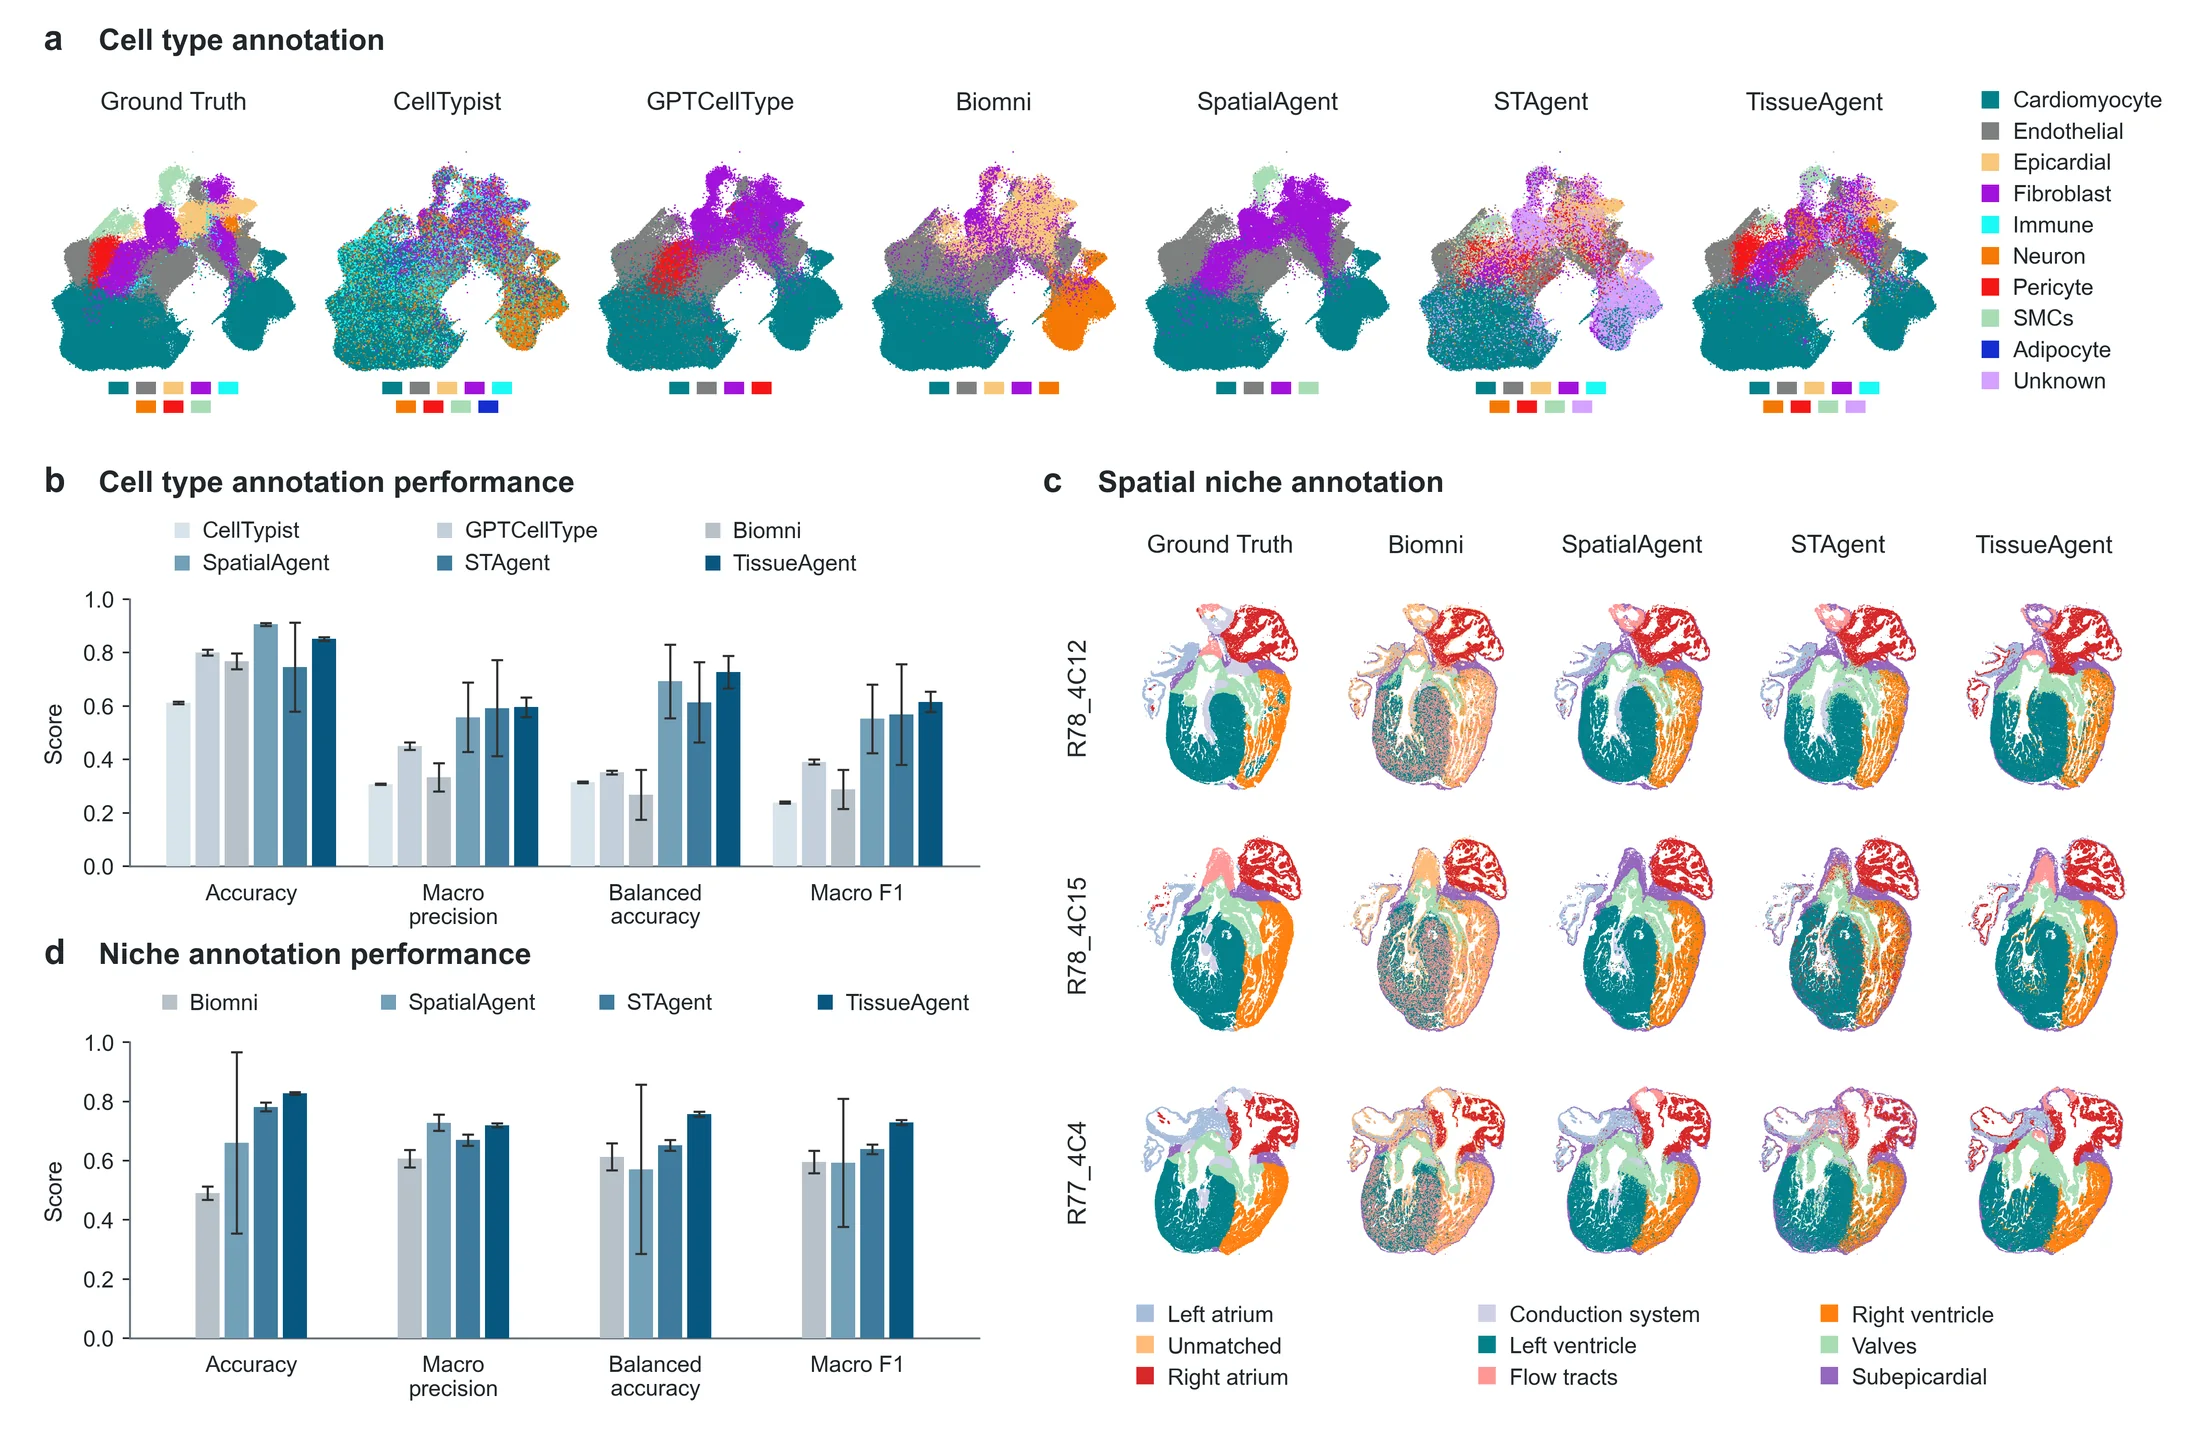 a Cell type annotation
Ground Truth
CellTypist
GPTCellType
Biomni
SpatialAgent
STAgent
TissueAgent
Cardiomyocyte
Endothelial
Epicardial
Fibroblast
Immune
Neuron
Pericyte
SMCs
Adipocyte
Unknown
b Cell type annotation performance
CellTypist
GPTCellType
Biomni
SpatialAgent
STAgent
TissueAgent
1.0
0.8
0.6
0.4
0.2
0.0
Score
Accuracy
Macro
precision
Balanced
accuracy
Macro F1
c Spatial niche annotation
Ground Truth
Biomni
SpatialAgent
STAgent
TissueAgent
R78_4C12
R78_4C15
R77_4C4
Left atrium
Unmatched
Right atrium
Conduction system
Left ventricle
Flow tracts
Right ventricle
Valves
Subepicardial
d Niche annotation performance
Biomni
SpatialAgent
STAgent
TissueAgent
1.0
0.8
0.6
0.4
0.2
0.0
Score
Accuracy
Macro
precision
Balanced
accuracy
Macro F1